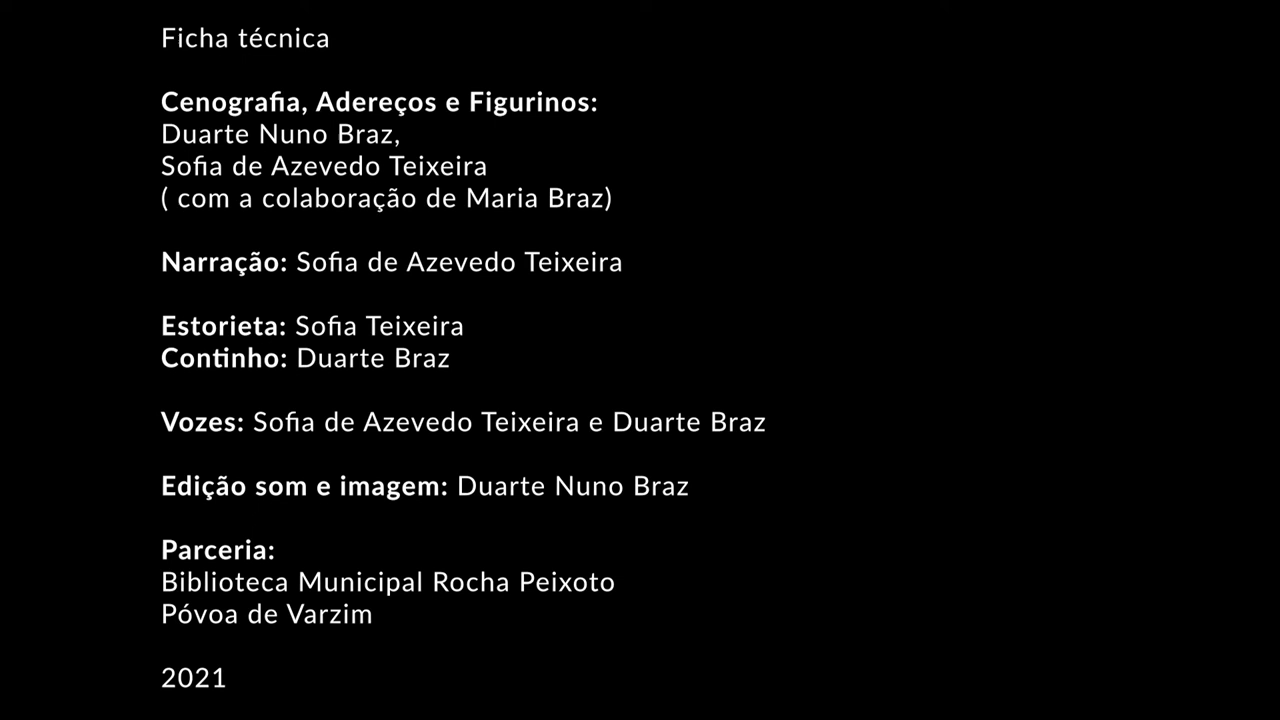 Ficha técnica
Cenografia, Adereços e Figurinos:
Duarte Nuno Braz,
Sofia de Azevedo Teixeira
( com a colaboração de Maria Braz)
Narração: Sofia de Azevedo Teixeira
Estorieta: Sofia Teixeira
Continho: Duarte Braz
Vozes: Sofia de Azevedo Teixeira e Duarte Braz
Edição som e imagem: Duarte Nuno Braz
Parceria:
Biblioteca Municipal Rocha Peixoto
Póvoa de Varzim
2021